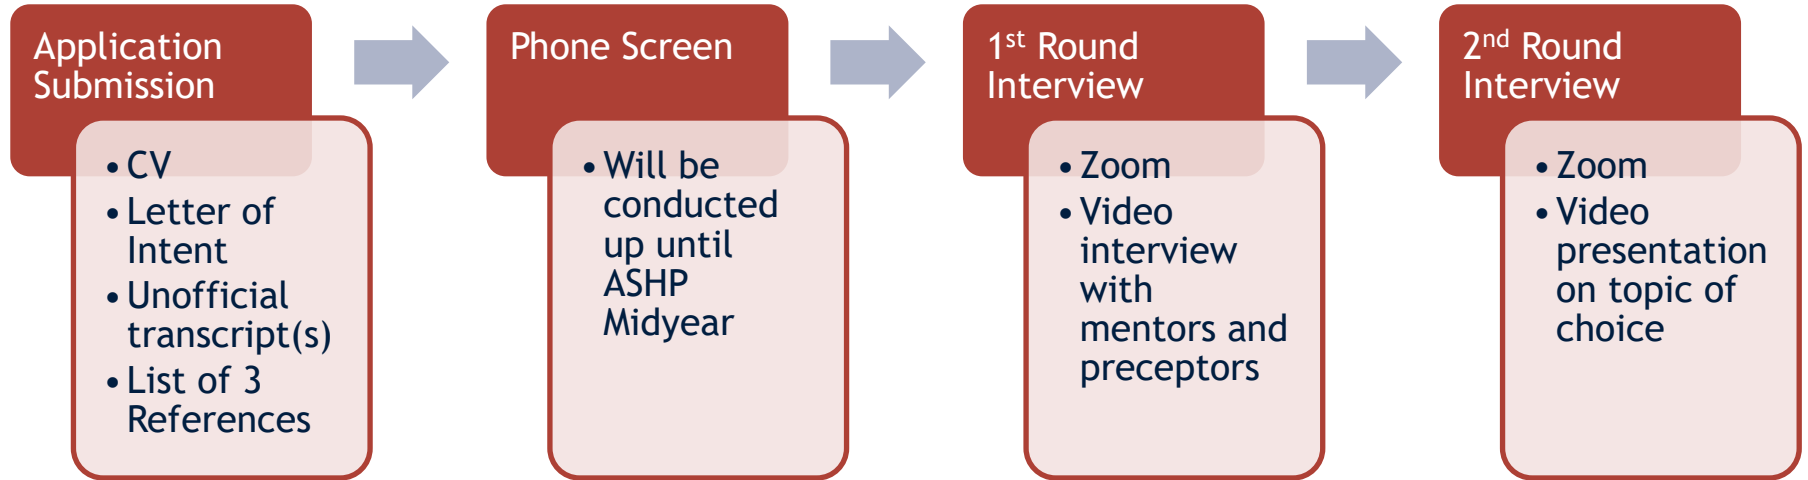 Application
Submission
• CV
• Letter of
Intent
• Unofficial
transcript(s)
• List of 3
References
Phone Screen
• Will be
conducted
up until
ASHP
Midyear
1st Round
Interview
• Zoom
• Video
interview
with
mentors and
preceptors
2nd Round
Interview
• Zoom
• Video
presentation
on topic of
choice